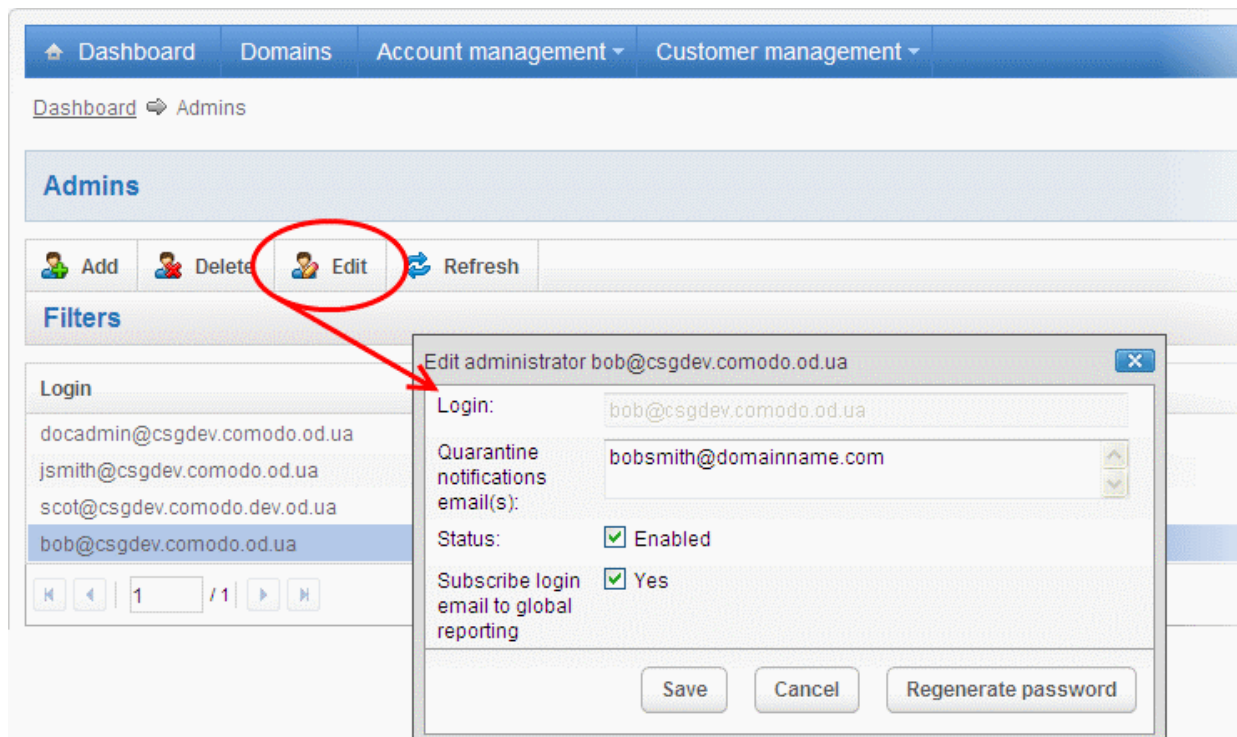 Dashboard Domains Account management Customer management
Dashboard Admins
Admins
Add Delete Edit Refresh
Filters
Login
docadmin@csgdev.comodo.od.ua
jsmith@csgdev.comodo.od.ua
scot@csgdev.comodo.dev.od.ua
bob@csgdev.comodo.od.ua
1 / 1
Edit administrator bob@csgdev.comodo.od.ua
Login: bob@csgdev.comodo.od.ua
Quarantine bobsmith@domainname.com
notifications
email(s):
Status: Enabled
Subscribe login Yes
email to global
reporting
Save Cancel Regenerate password